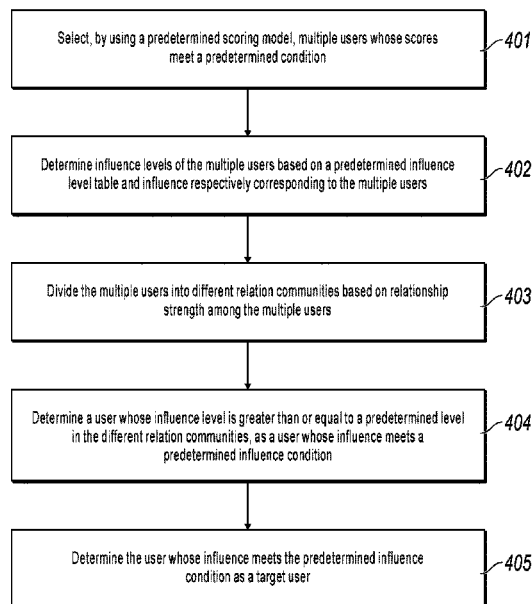 Select, by using a predetermined scoring model, multiple users whose scores
meet a predetermined condition
401
Determine influence levels of the multiple users based on a predetermined influence
level table and influence respectively corresponding to the multiple users
402
Divide the multiple users into different relation communities based on relationship
strength among the multiple users
403
Determine a user whose influence level is greater than or equal to a predetermined level
in the different relation communities, as a user whose influence meets a
predetermined influence condition
404
Determine the user whose influence meets the predetermined influence
condition as a target user
405